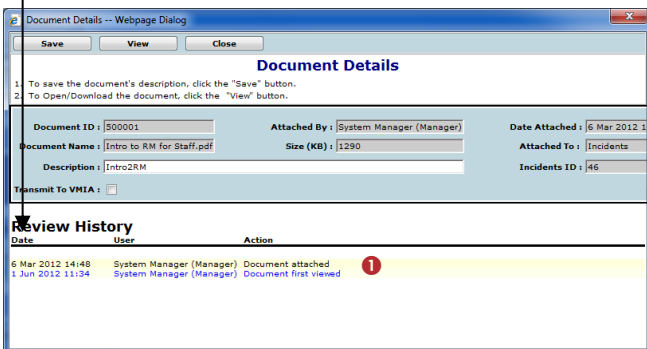 Document Details -- Webpage Dialog
Save View Close
Document Details
1. To save the document's description, click the "Save" button.
2. To Open/Download the document, click the "View" button.
Document ID : 500001 Attached By : System Manager (Manager) Date Attached : 6 Mar 2012 1
Document Name : Intro to RM for Staff.pdf Size (KB) : 1290 Attached To : Incidents
Description : Intro2RM Incidents ID : 46
Transmit To VMIA :
Review History
Date User Action
6 Mar 2012 14:48 System Manager (Manager) Document attached 1
1 Jun 2012 11:34 System Manager (Manager) Document first viewed